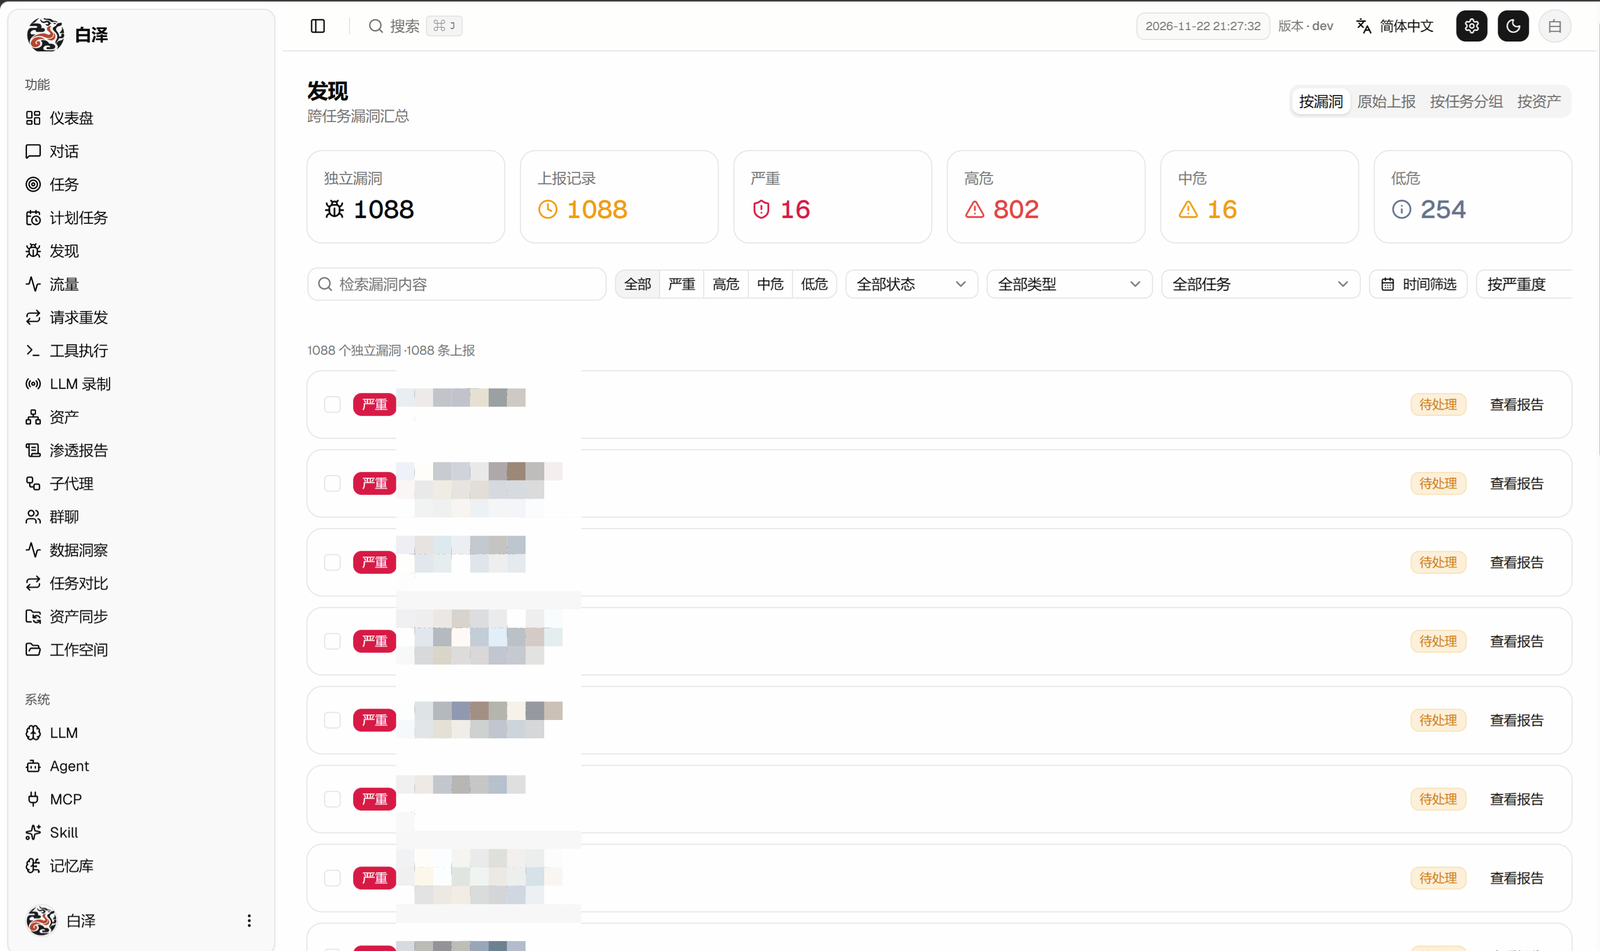 白泽
搜索 ⌘ J
2026-11-22 21:27:32
版本 · dev
简体中文
白
功能
仪表盘
对话
任务
计划任务
发现
流量
请求重发
工具执行
LLM 录制
资产
渗透报告
子代理
群聊
数据洞察
任务对比
资产同步
工作空间
系统
LLM
Agent
MCP
Skill
记忆库
白泽
发现
跨任务漏洞汇总
按漏洞 原始上报 按任务分组 按资产
独立漏洞
1088
上报记录
1088
严重
16
高危
802
中危
16
低危
254
检索漏洞内容
全部 严重 高危 中危 低危
全部状态
全部类型
全部任务
时间筛选
按严重度
1088 个独立漏洞 ·1088 条上报
严重 待处理 查看报告
严重 待处理 查看报告
严重 待处理 查看报告
严重 待处理 查看报告
严重 待处理 查看报告
严重 待处理 查看报告
严重 待处理 查看报告